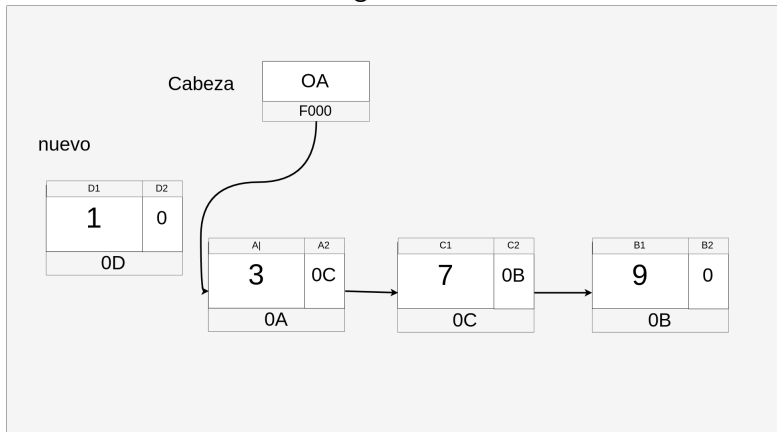 Cabeza
OA
F000
nuevo
D1 D2
1 0
0D
A| A2
3 0C
0A
C1 C2
7 0B
0C
B1 B2
9 0
0B